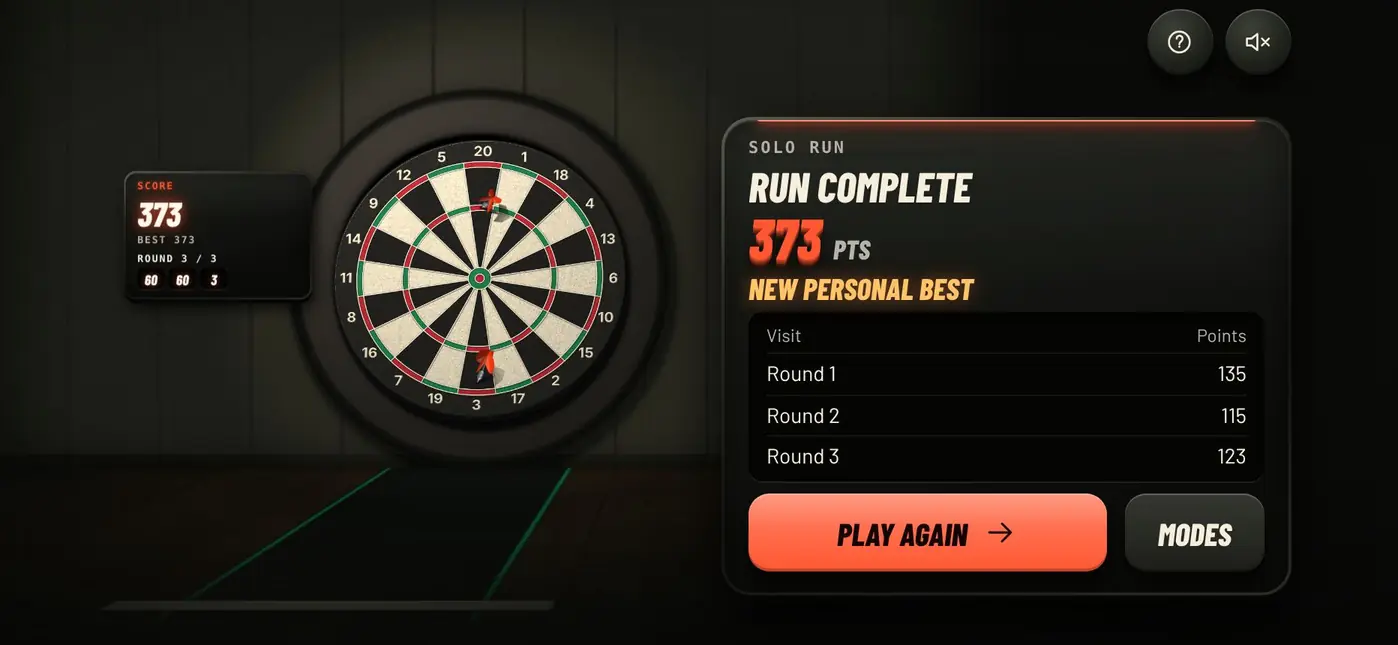 SCORE
373
BEST 373
ROUND 3 / 3
60 60 3
20
5 1
12 18
9 4
14 13
11 6
8 10
16 15
7 2
19 17
3
SOLO RUN
RUN COMPLETE
373 PTS
NEW PERSONAL BEST
Visit Points
Round 1 135
Round 2 115
Round 3 123
PLAY AGAIN →
MODES